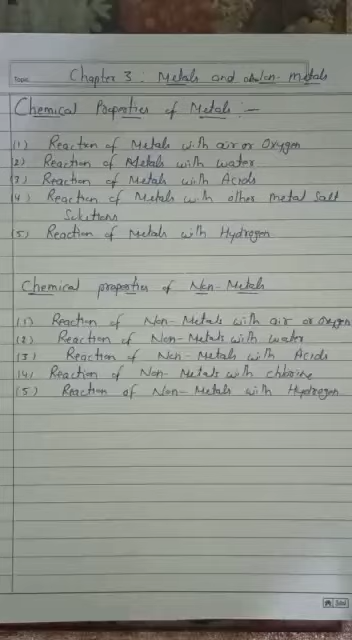 Topic Chapter 3 : Metals and Non-metals
Chemical Properties of Metals :-
(1) Reaction of Metals with air or Oxygen
(2) Reaction of Metals with water
(3) Reaction of Metals with Acids
(4) Reaction of Metals with other metal salt
Solutions
(5) Reaction of Metals with Hydrogen
Chemical properties of Non-Metals
(1) Reaction of Non-Metals with air or Oxygen
(2) Reaction of Non-Metals with water
(3) Reaction of Non-Metals with Acids
(4) Reaction of Non-Metals with chlorine
(5) Reaction of Non-Metals with Hydrogen